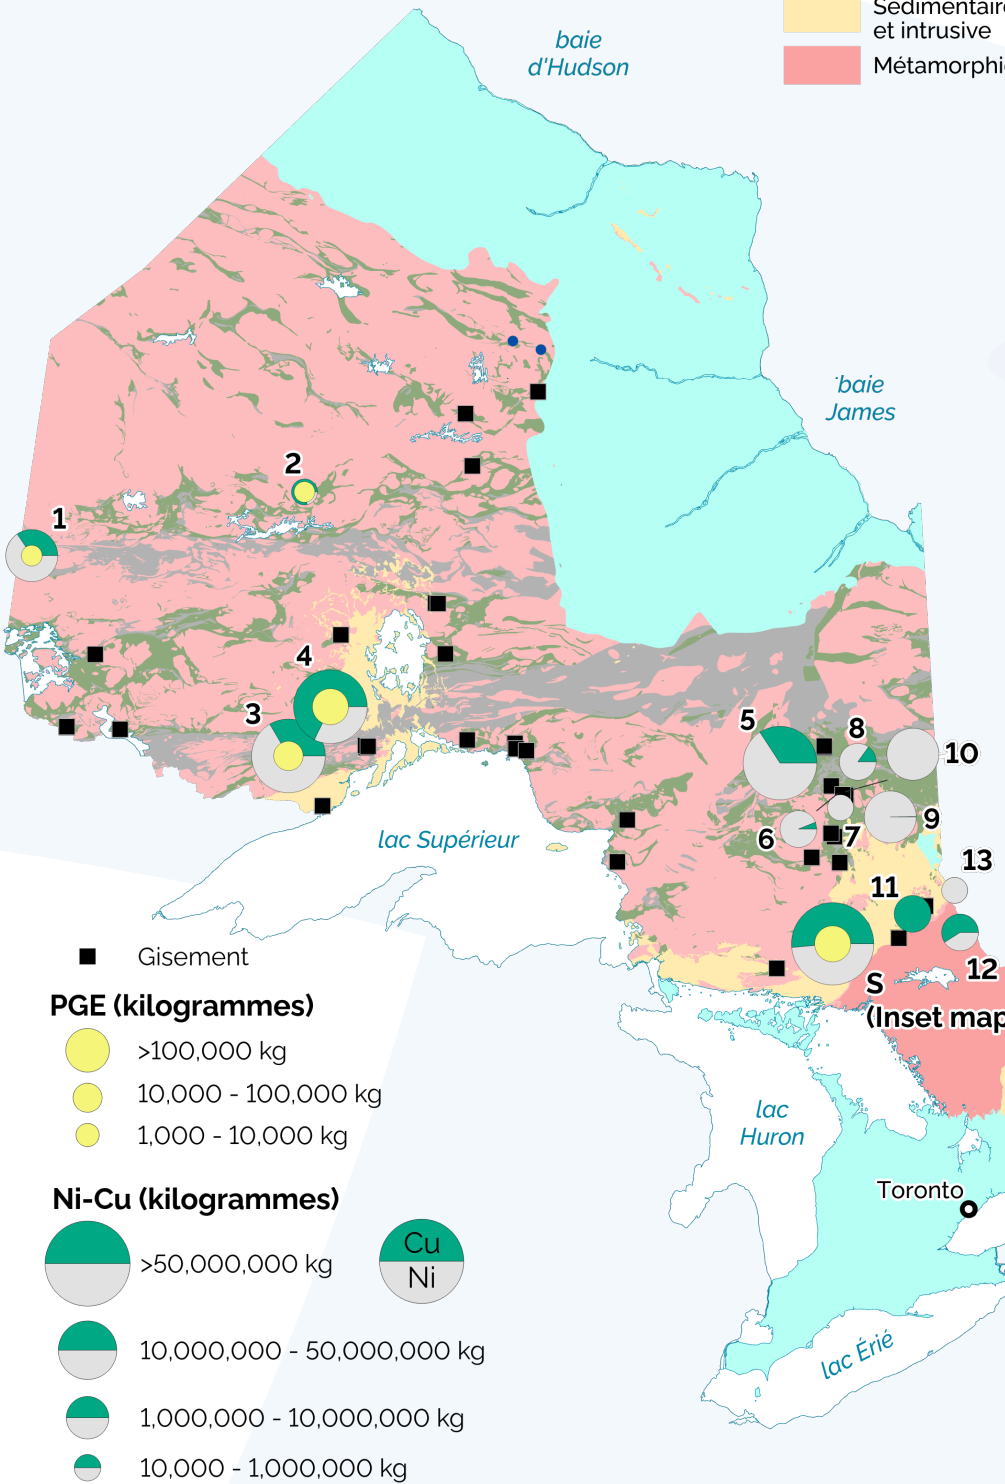 Sédimentaire
et intrusive
baie
d'Hudson
baie
James
2
1
4
3
5
8
10
9
6
7
13
11
12
S
(Inset map
lac Supérieur
Gisement
PGE (kilogrammes)
>100,000 kg
10,000 - 100,000 kg
1,000 - 10,000 kg
lac
Huron
Toronto
Ni-Cu (kilogrammes)
>50,000,000 kg
Cu
Ni
10,000,000 - 50,000,000 kg
lac Érié
1,000,000 - 10,000,000 kg
10,000 - 1,000,000 kg